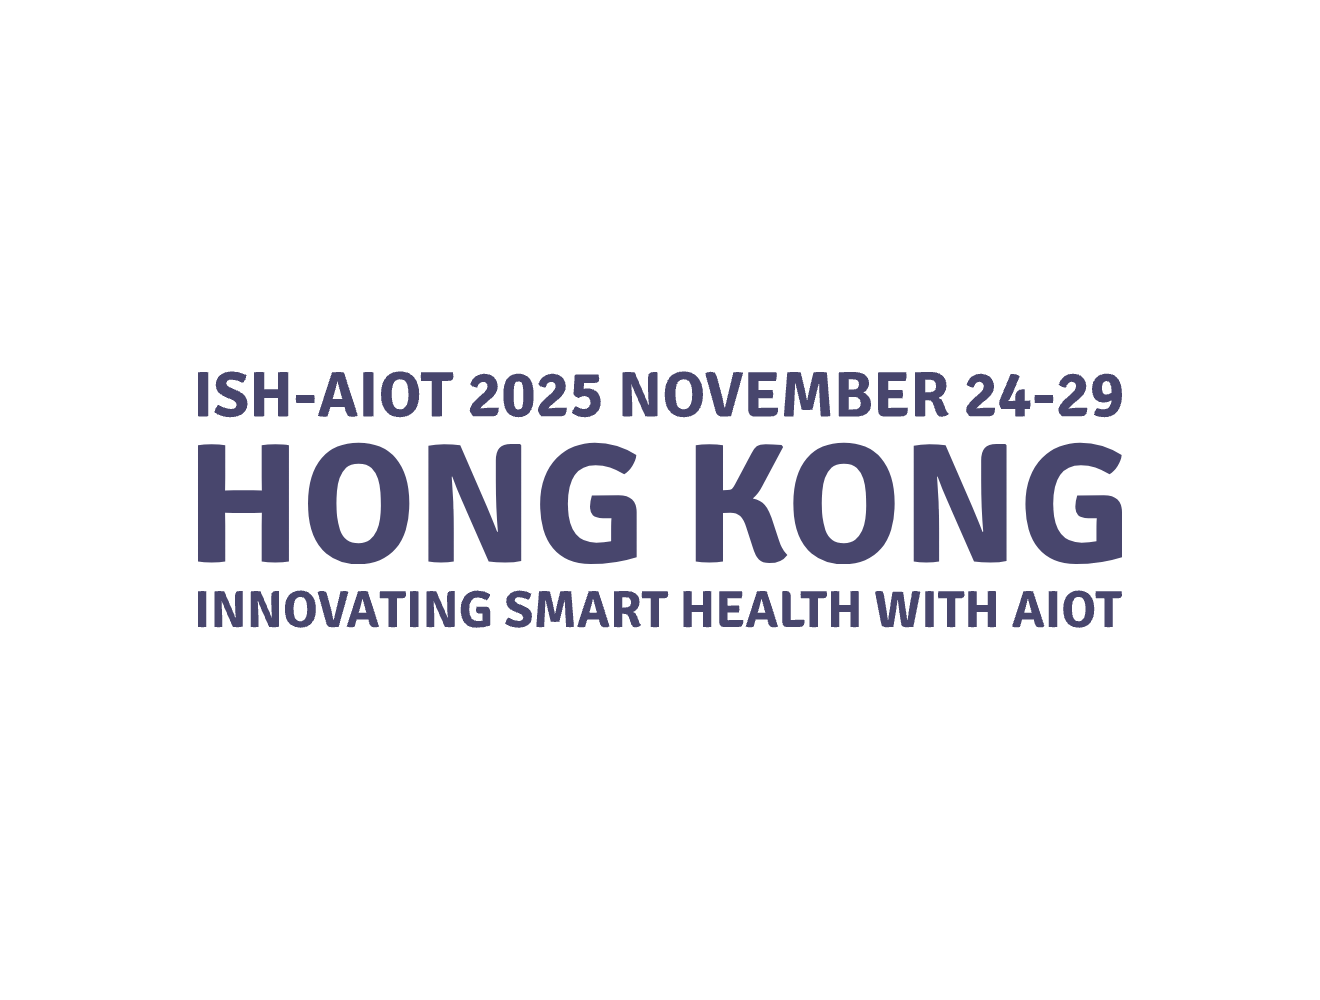 ISH-AIOT 2025 NOVEMBER 24-29
HONG KONG
INNOVATING SMART HEALTH WITH AIOT